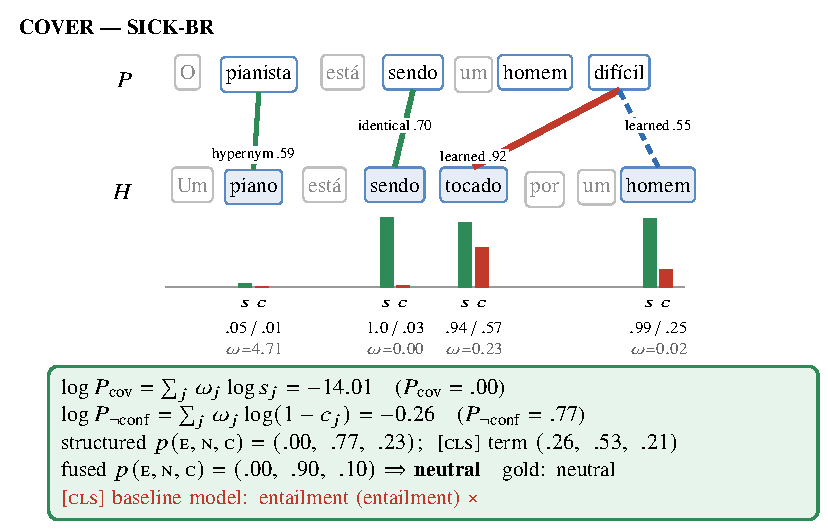 COVER — SICK-BR
P O pianista está sendo um homem difícil
hypernym .59 identical .70 learned .92 learned .55
H Um piano está sendo tocado por um homem
s c s c s c s c
.05 / .01 1.0 / .03 .94 / .57 .99 / .25
ω=4.71 ω=0.00 ω=0.23 ω=0.02
log P_cov = ∑_j ω_j log s_j = −14.01 (P_cov = .00)
log P_¬conf = ∑_j ω_j log(1 − c_j) = −0.26 (P_¬conf = .77)
structured p(E, N, C) = (.00, .77, .23); [CLS] term (.26, .53, .21)
fused p(E, N, C) = (.00, .90, .10) ⇒ neutral gold: neutral
[CLS] baseline model: entailment (entailment) ×